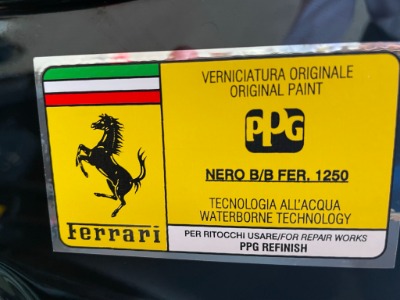 VERNICIATURA ORIGINALE
ORIGINAL PAINT
PPG
NERO B/B FER. 1250
TECNOLOGIA ALL'ACQUA
WATERBORNE TECHNOLOGY
Ferrari
PER RITOCCHI USARE/FOR REPAIR WORKS
PPG REFINISH